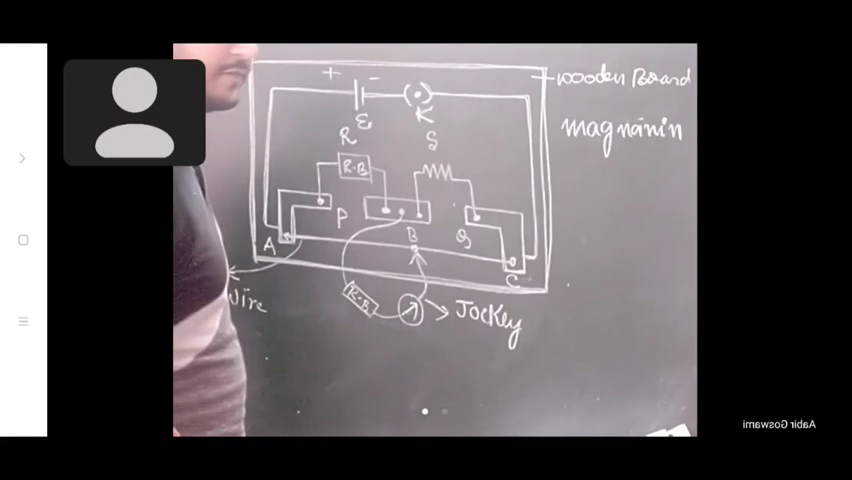 + -
wooden Board
ε
K
magnanin
R
S
R-B
P
B
Q
A
C
wire
R-B
Jockey
Aabir Goswami